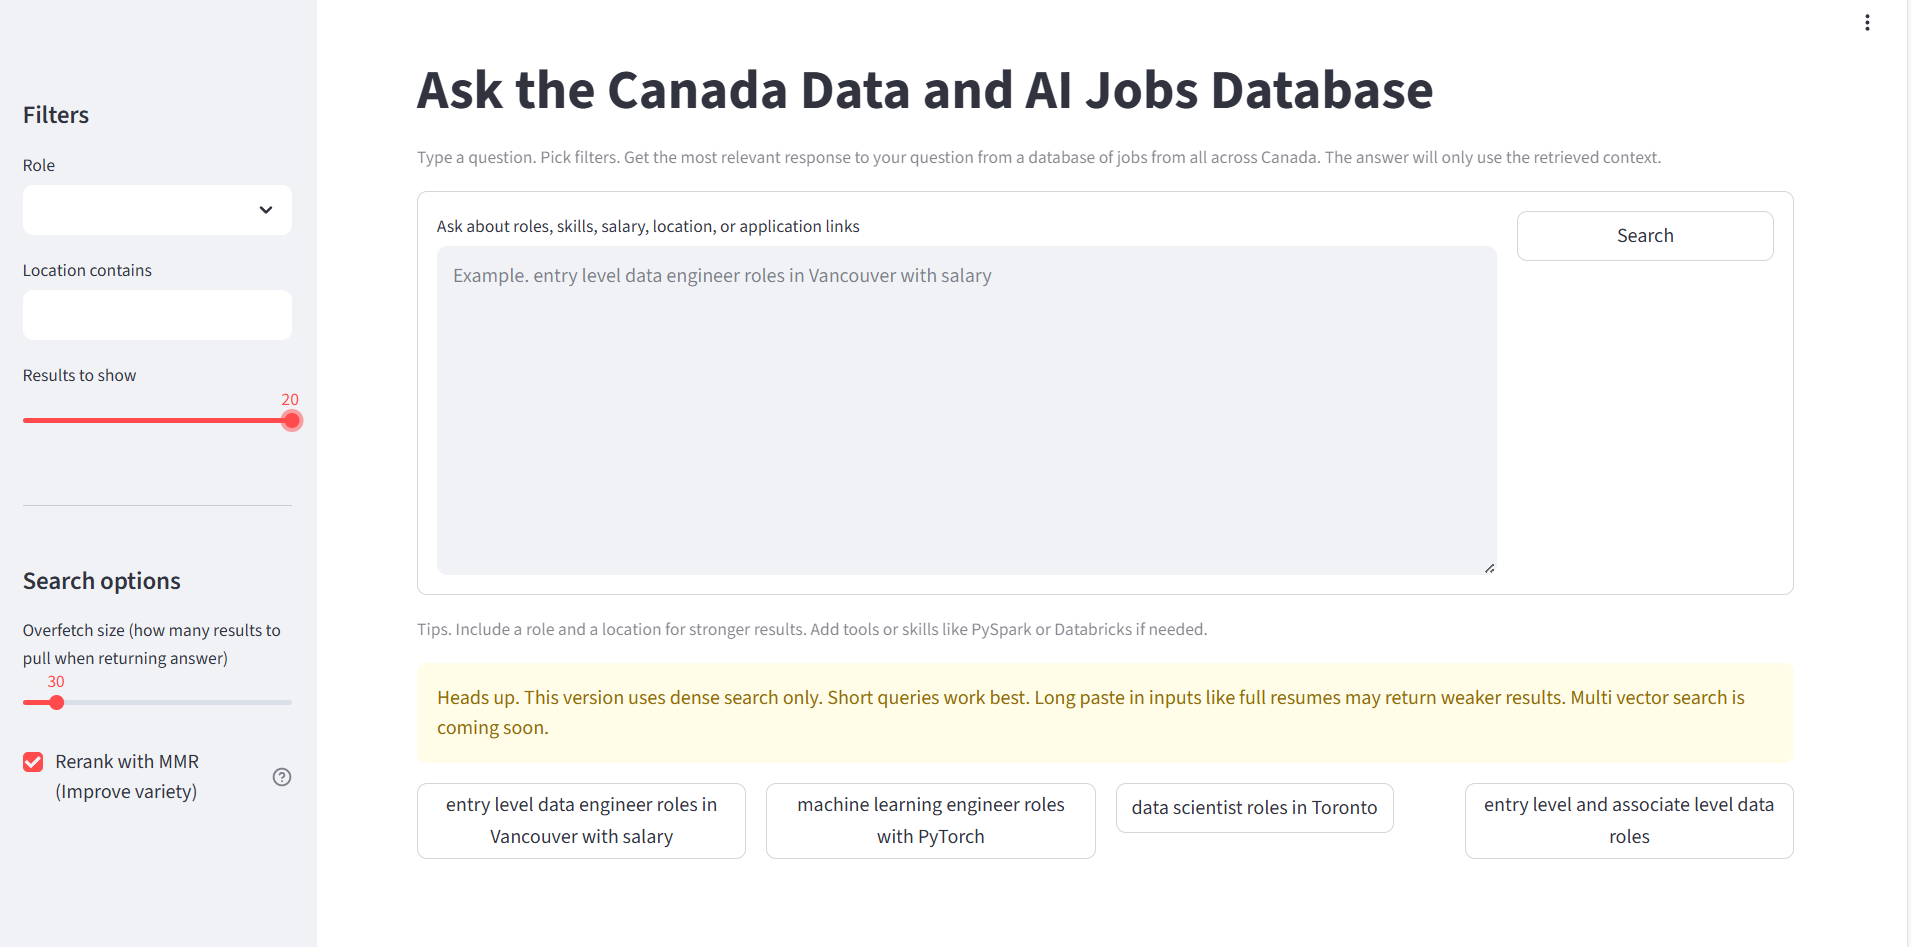 Filters
Role
Location contains
Results to show
20
Search options
Overfetch size (how many results to
pull when returning answer)
30
Rerank with MMR
(Improve variety)
Ask the Canada Data and AI Jobs Database
Type a question. Pick filters. Get the most relevant response to your question from a database of jobs from all across Canada. The answer will only use the retrieved context.
Ask about roles, skills, salary, location, or application links
Search
Example. entry level data engineer roles in Vancouver with salary
Tips. Include a role and a location for stronger results. Add tools or skills like PySpark or Databricks if needed.
Heads up. This version uses dense search only. Short queries work best. Long paste in inputs like full resumes may return weaker results. Multi vector search is
coming soon.
entry level data engineer roles in
Vancouver with salary
machine learning engineer roles
with PyTorch
data scientist roles in Toronto
entry level and associate level data
roles